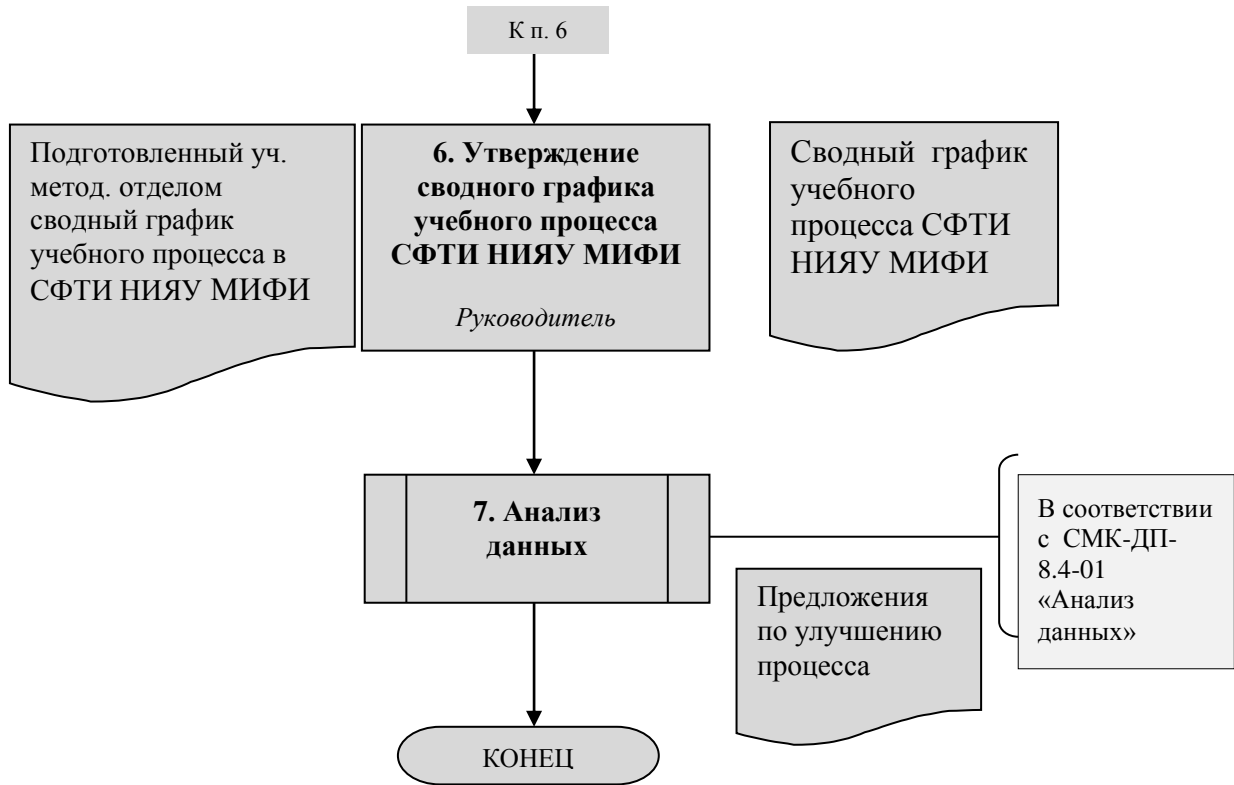 К п. 6
Подготовленный уч.
метод. отделом
сводный график
учебного процесса в
СФТИ НИЯУ МИФИ
6. Утверждение
сводного графика
учебного процесса
СФТИ НИЯУ МИФИ
Руководитель
Сводный график
учебного
процесса СФТИ
НИЯУ МИФИ
7. Анализ
данных
В соответствии
с СМК-ДП-
8.4-01
«Анализ
данных»
Предложения
по улучшению
процесса
КОНЕЦ